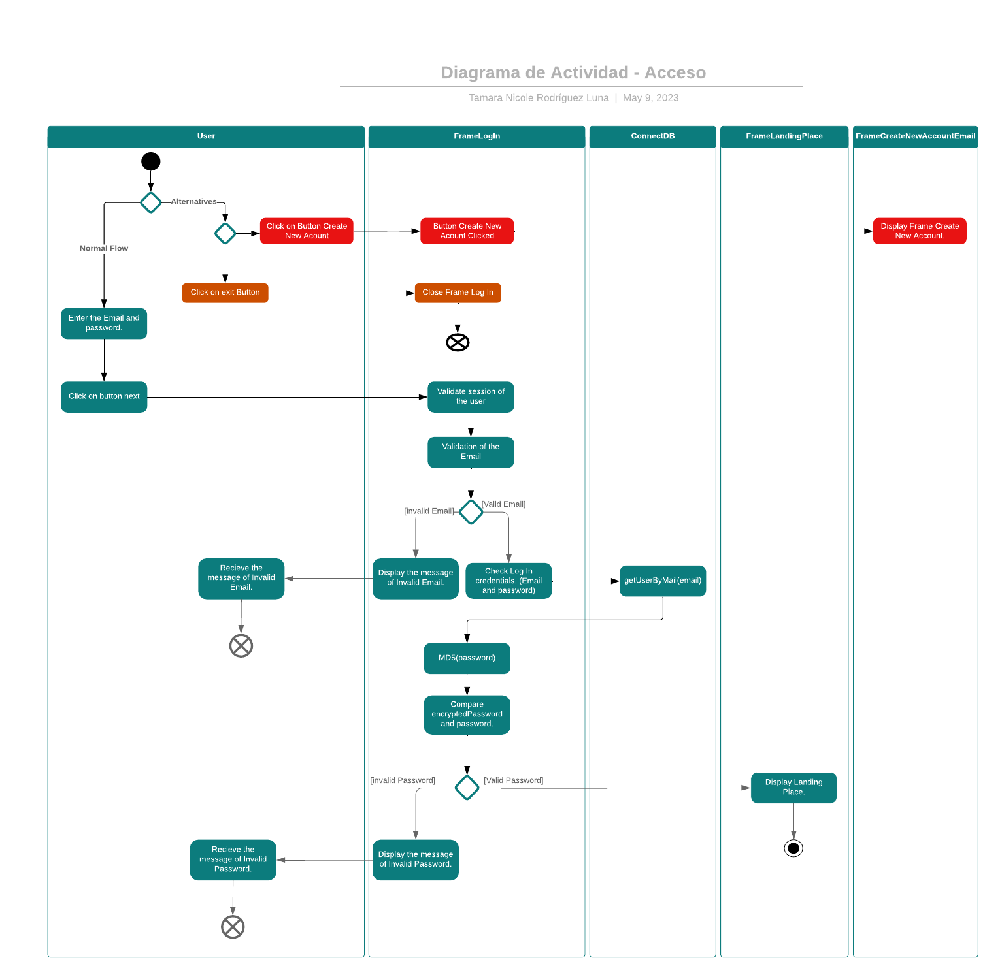 Diagrama de Actividad - Acceso
Tamara Nicole Rodríguez Luna | May 9, 2023
User
FrameLogIn
ConnectDB
FrameLandingPlace
FrameCreateNewAccountEmail
Alternatives
Click on Button Create
New Acount
Button Create New
Acount Clicked
Display Frame Create
New Account.
Normal Flow
Click on exit Button
Close Frame Log In
Enter the Email and
password.
Click on button next
Validate session of
the user
Validation of the
Email
[invalid Email]
[Valid Email]
Recieve the
message of Invalid
Email.
Display the message
of Invalid Email.
Check Log In
credentials. (Email
and password)
getUserByMail(email)
MD5(password)
Compare
encryptedPassword
and password.
[invalid Password]
[Valid Password]
Display Landing
Place.
Recieve the
message of Invalid
Password.
Display the message
of Invalid Password.